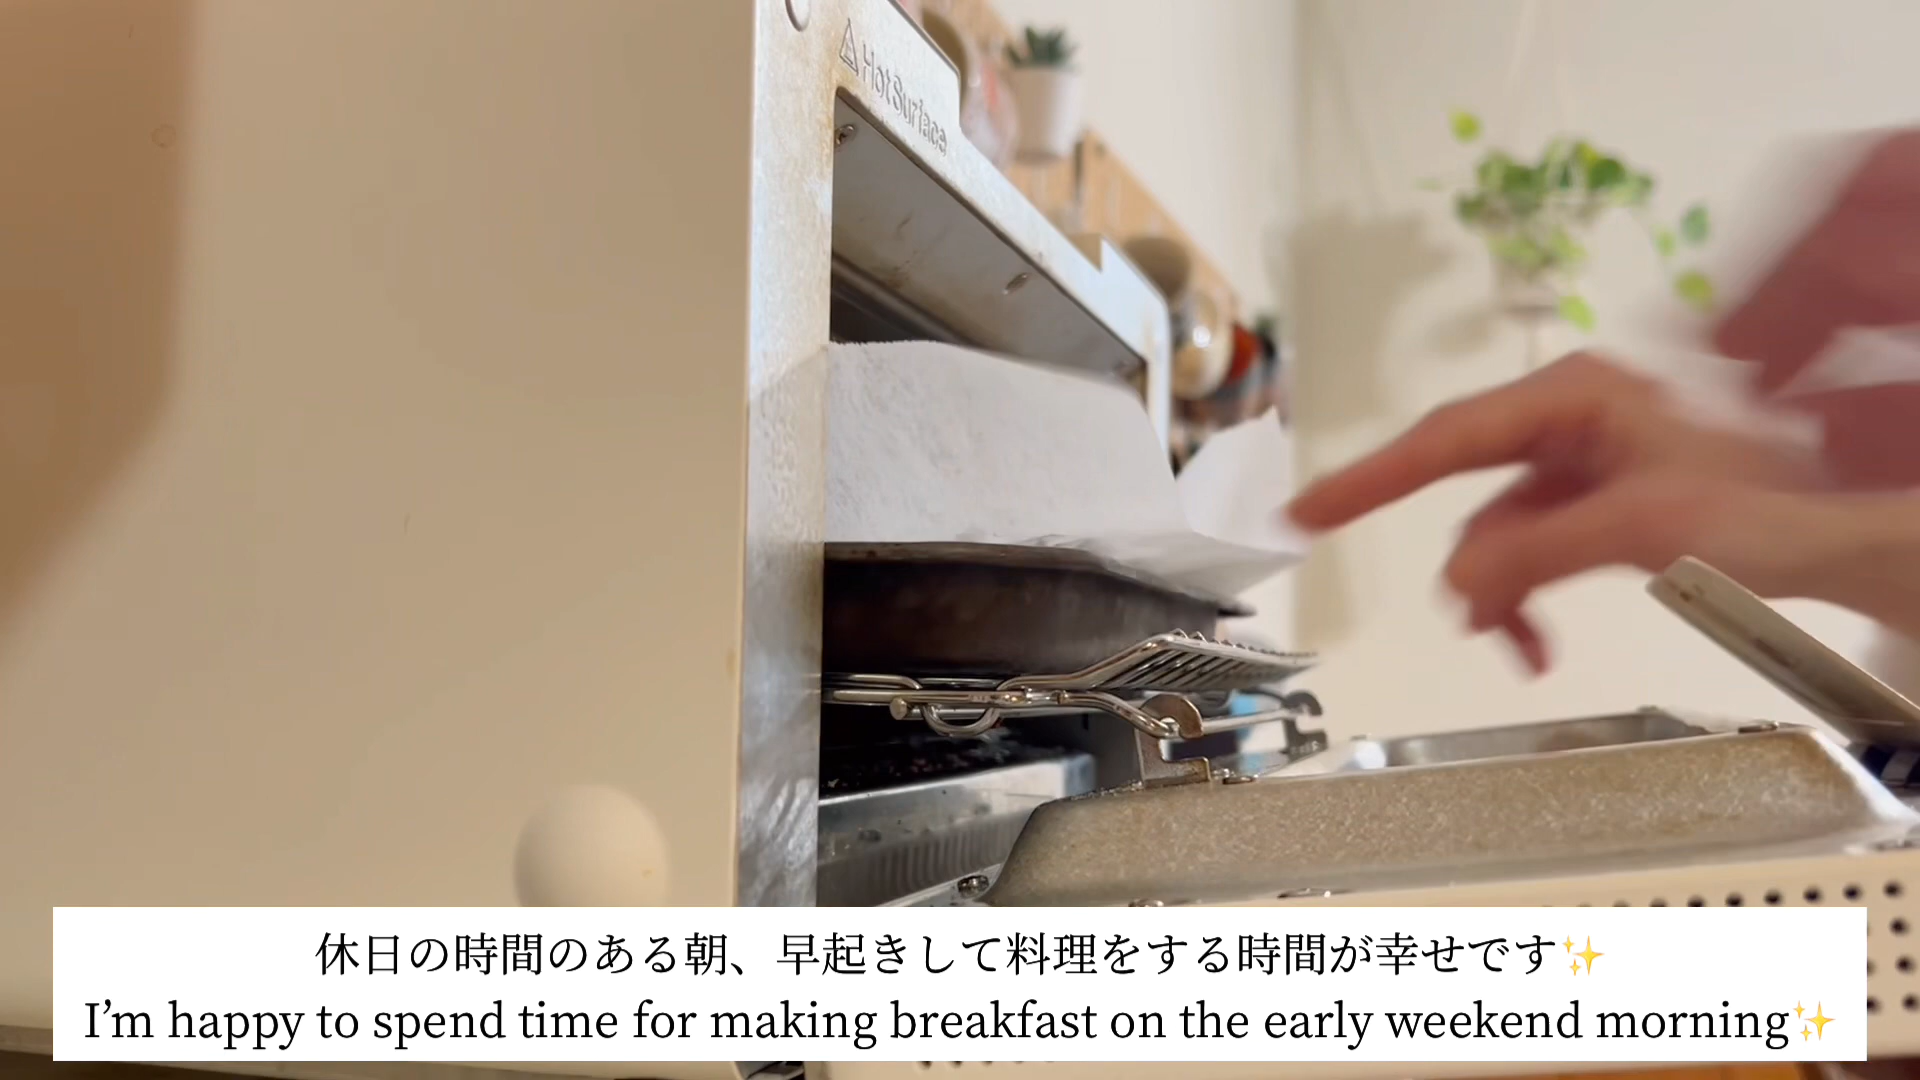 Hot Surface
休日の時間のある朝、早起きして料理をする時間が幸せです✨
I’m happy to spend time for making breakfast on the early weekend morning✨